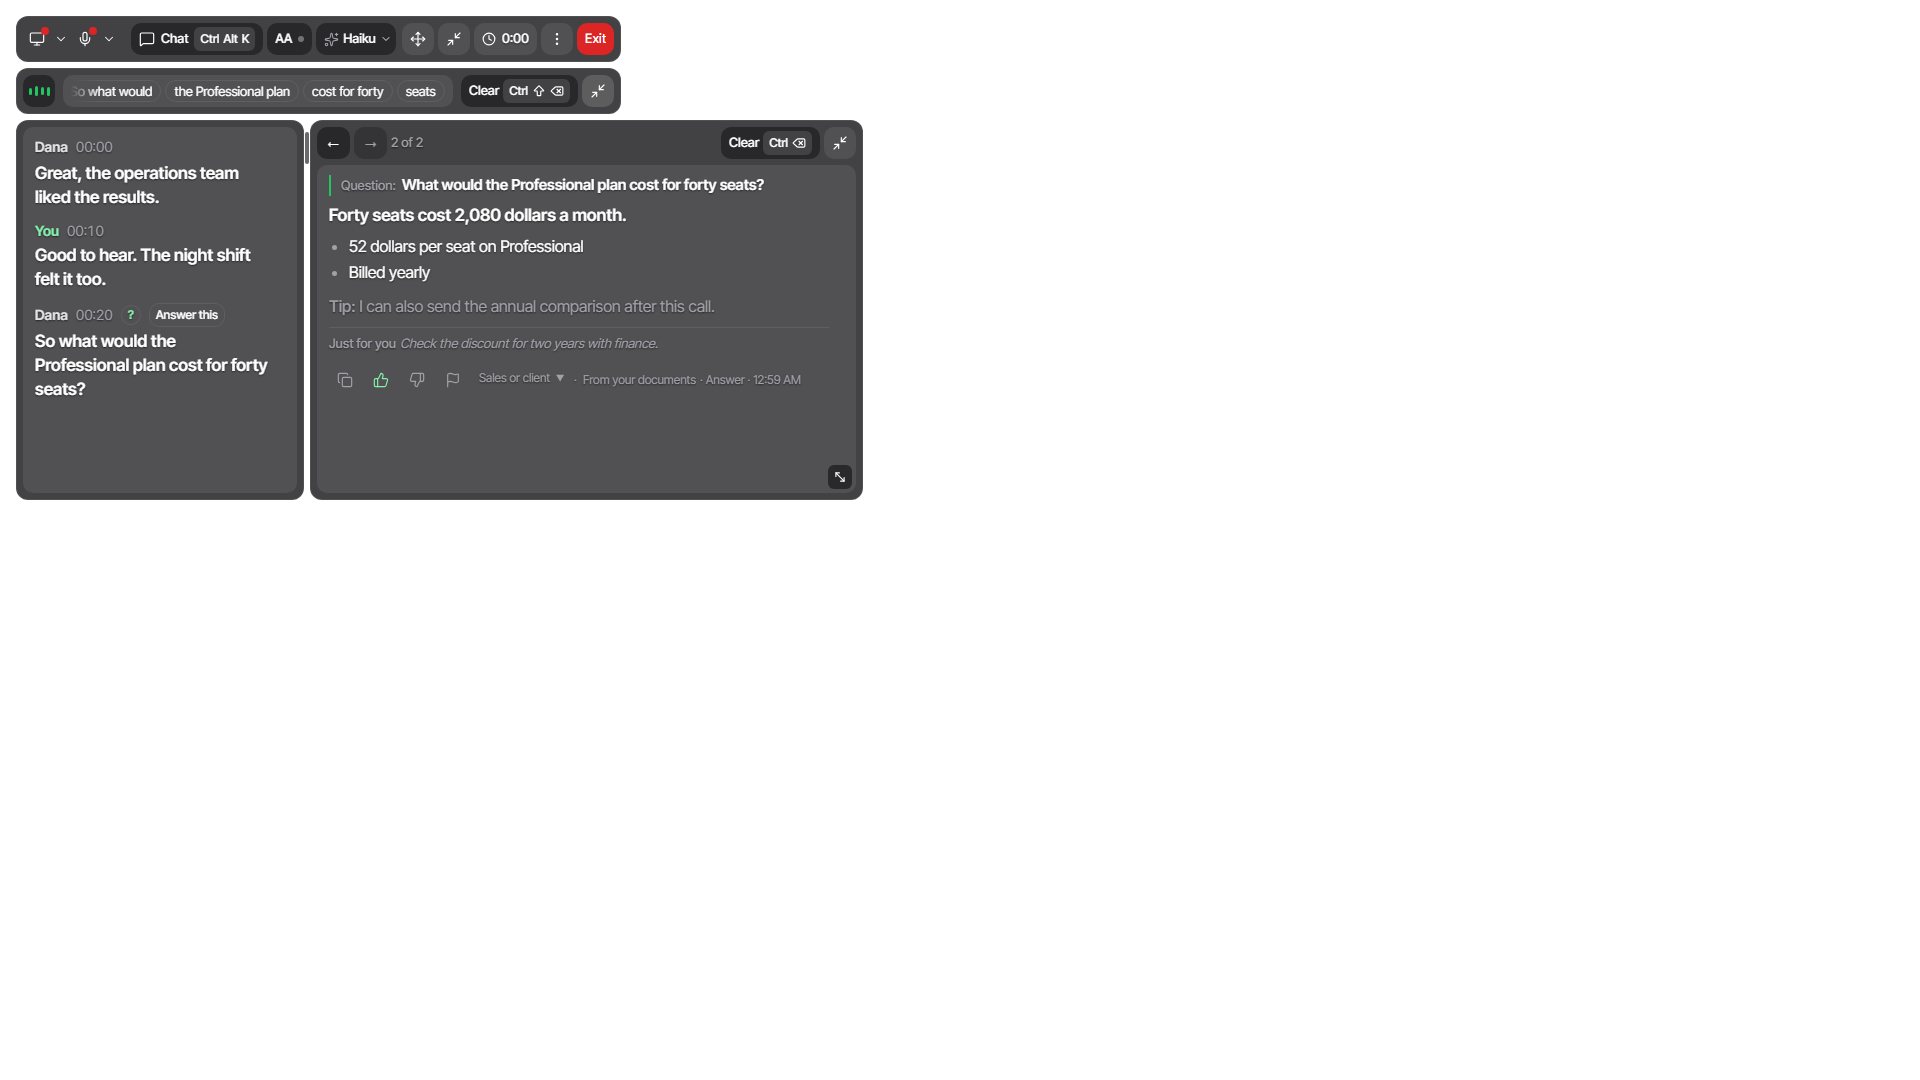 Chat Ctrl Alt K AA Haiku 0:00 Exit
So what would the Professional plan cost for forty seats Clear Ctrl
Dana 00:00
Great, the operations team
liked the results.
You 00:10
Good to hear. The night shift
felt it too.
Dana 00:20 ? Answer this
So what would the
Professional plan cost for forty
seats?
← → 2 of 2 Clear Ctrl
Question: What would the Professional plan cost for forty seats?
Forty seats cost 2,080 dollars a month.
• 52 dollars per seat on Professional
• Billed yearly
Tip: I can also send the annual comparison after this call.
Just for you Check the discount for two years with finance.
Sales or client ▼ · From your documents · Answer · 12:59 AM